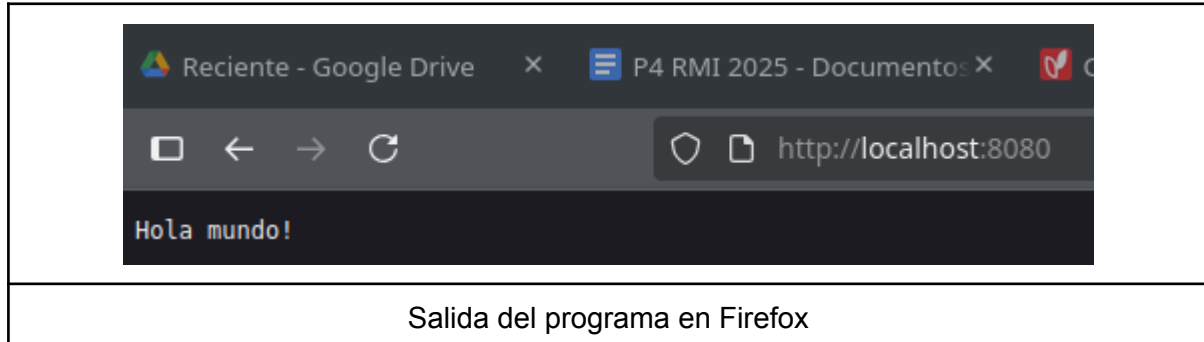 Reciente - Google Drive
P4 RMI 2025 - Documentos
http://localhost:8080
Hola mundo!
Salida del programa en Firefox